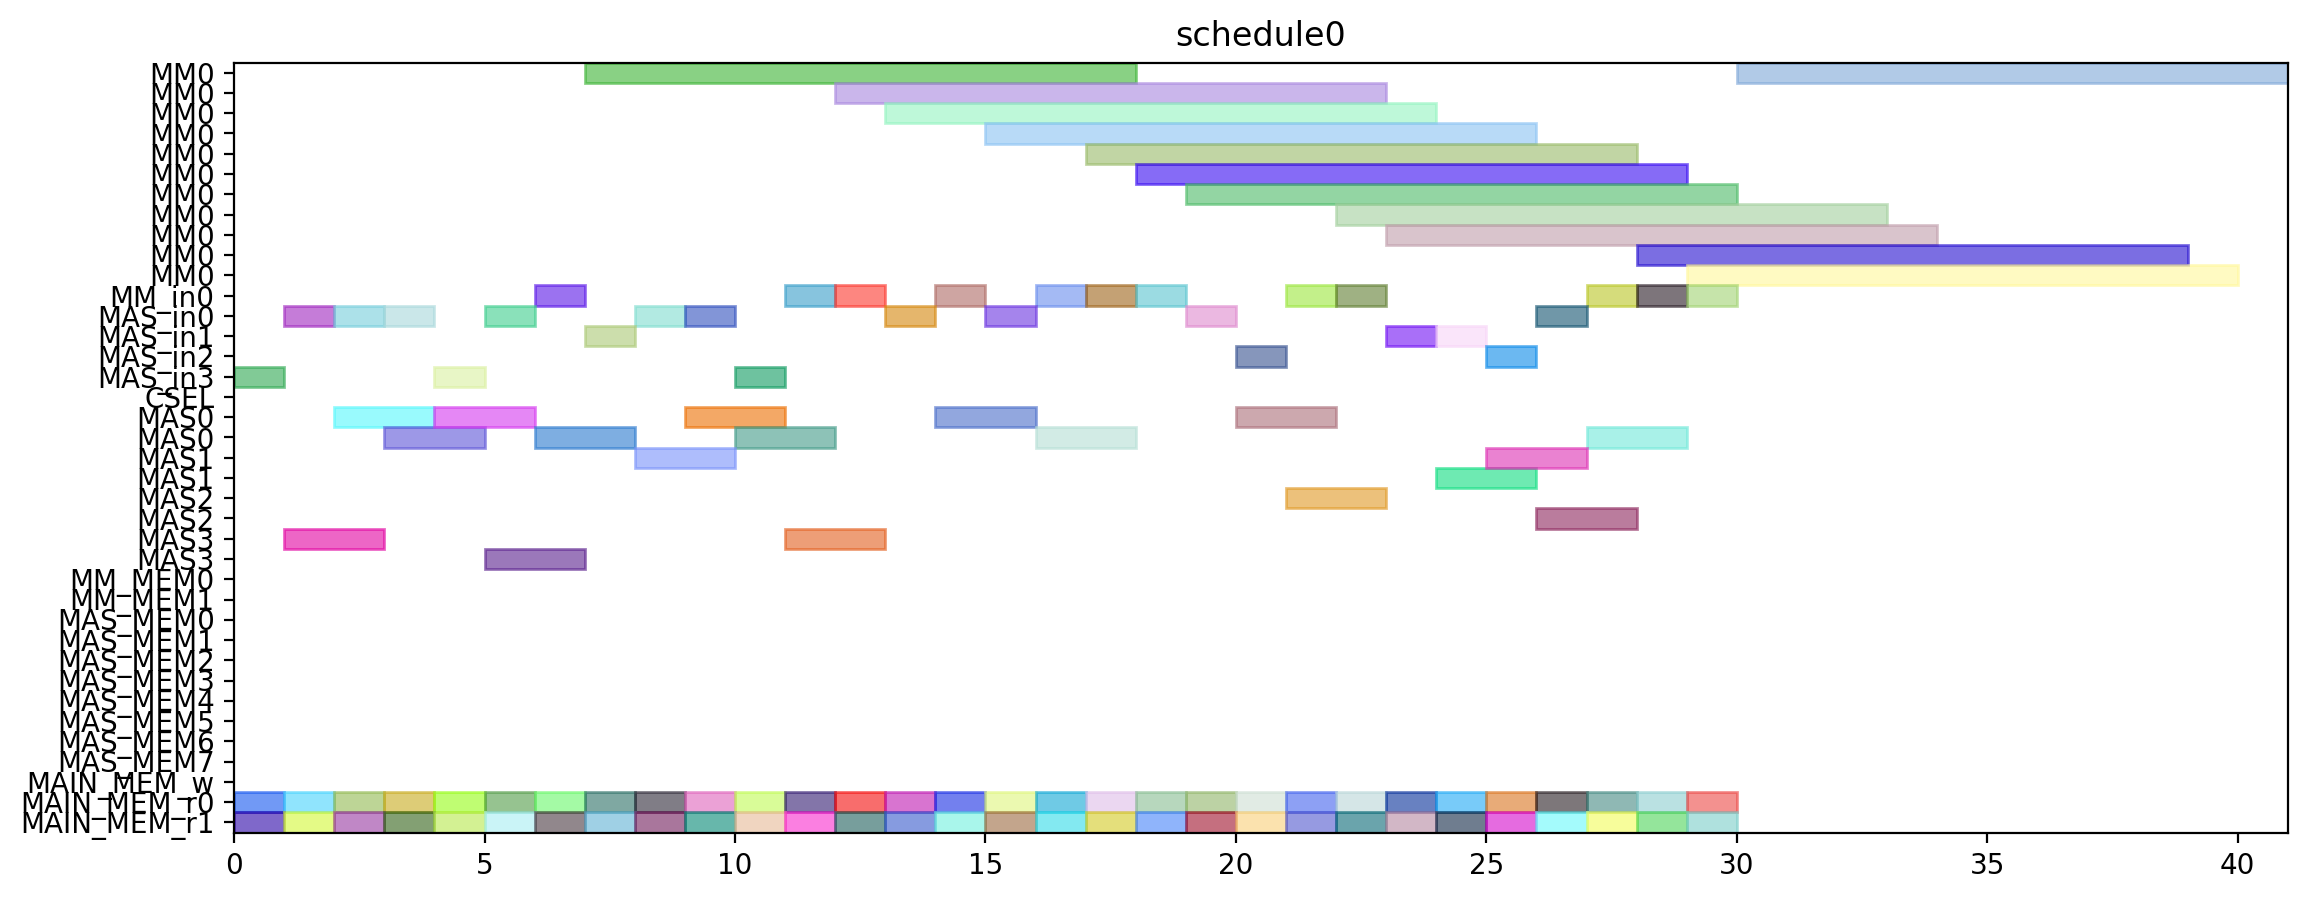 schedule0
MM0
MM0
MM0
MM0
MM0
MM0
MM0
MM0
MM0
MM0
MM0
MM_in0
MAS_in0
MAS_in1
MAS_in2
MAS_in3
CSEL
MAS0
MAS0
MAS1
MAS1
MAS2
MAS2
MAS3
MAS3
MM_MEM0
MM_MEM1
MAS_MEM0
MAS_MEM1
MAS_MEM2
MAS_MEM3
MAS_MEM4
MAS_MEM5
MAS_MEM6
MAS_MEM7
MAIN_MEM_w
MAIN_MEM_r0
MAIN_MEM_r1
0 5 10 15 20 25 30 35 40